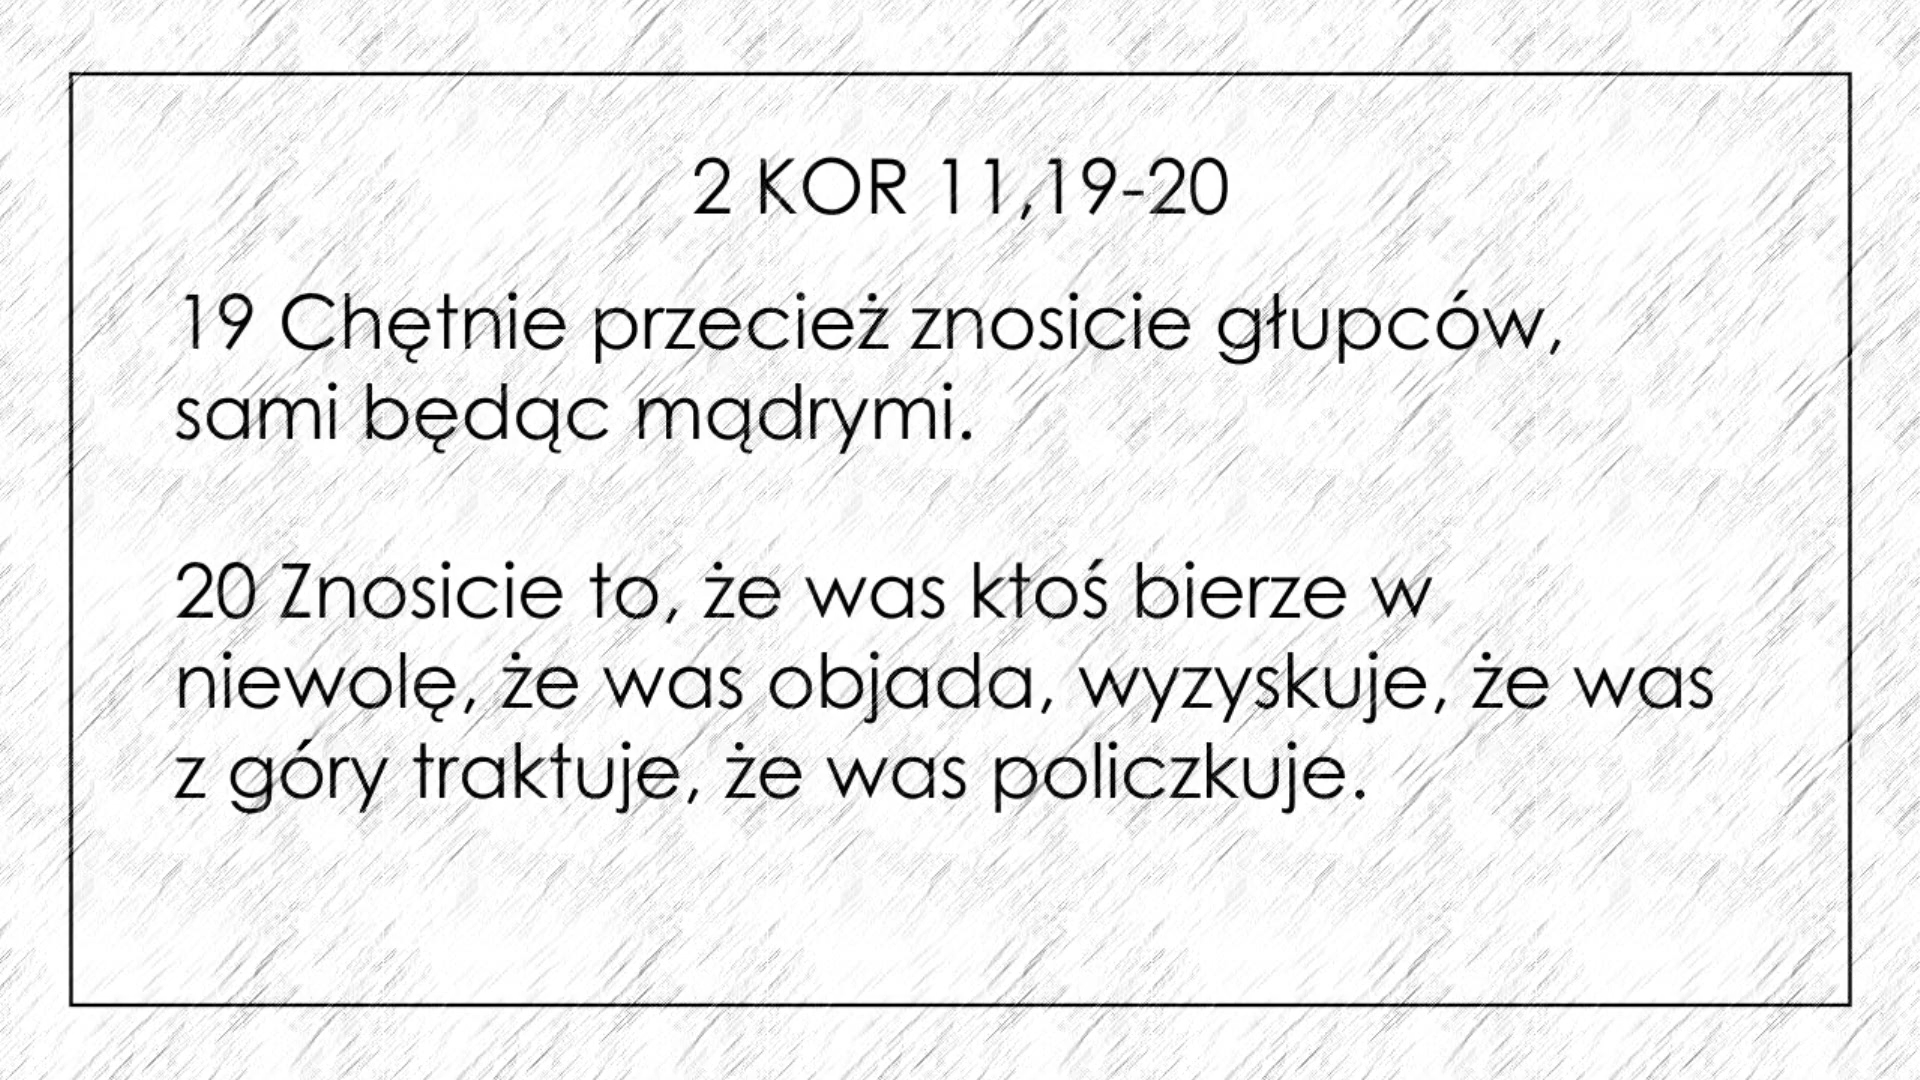 2 KOR 11,19-20
19 Chętnie przecież znosicie głupców,
sami będąc mądrymi.
20 Znosicie to, że was ktoś bierze w
niewolę, że was objada, wyzyskuje, że was
z góry traktuje, że was policzkuje.